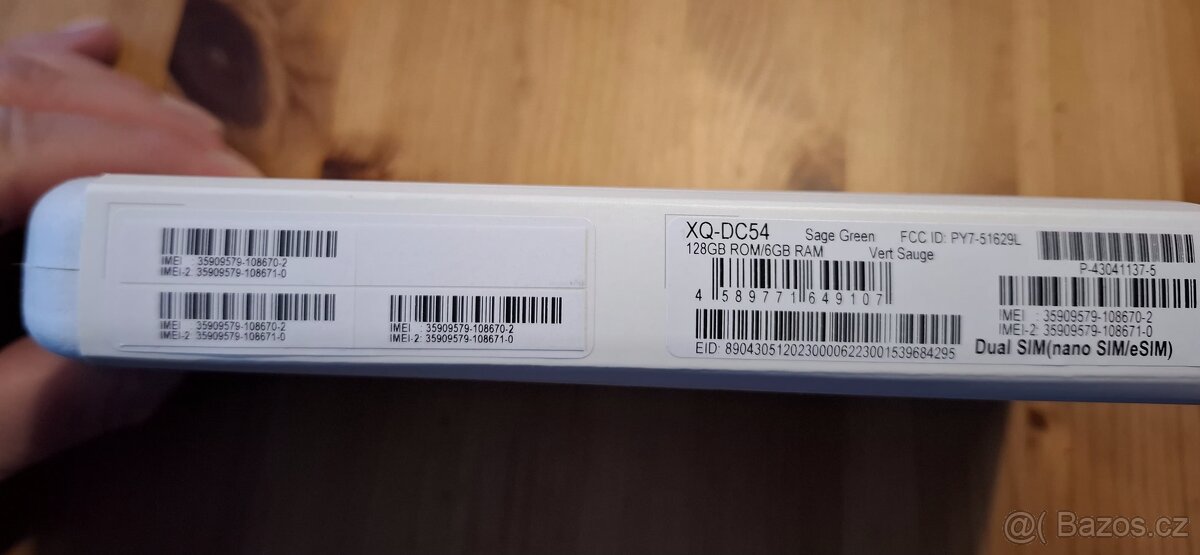 IMEI : 35909579-108670-2
IMEI-2: 35909579-108671-0
IMEI : 35909579-108670-2
IMEI-2: 35909579-108671-0
IMEI : 35909579-108670-2
IMEI-2: 35909579-108671-0
XQ-DC54 Sage Green FCC ID: PY7-51629L
128GB ROM/6GB RAM Vert Sauge
P-43041137-5
4 589771 649107
IMEI : 35909579-108670-2
IMEI-2: 35909579-108671-0
EID: 89043051202300006223001539684295
Dual SIM(nano SIM/eSIM)
@( Bazos.cz